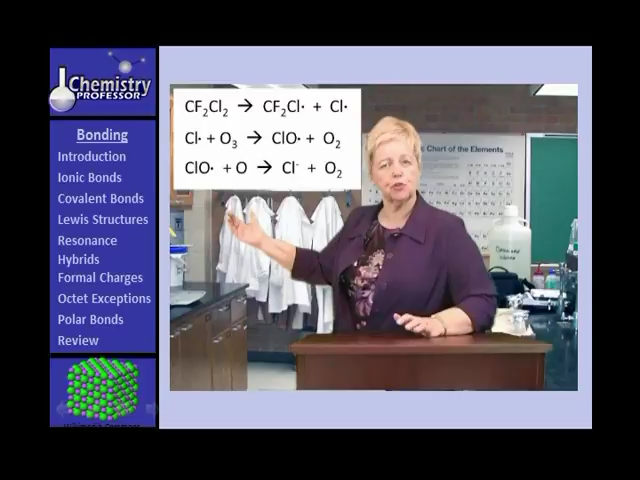 Chemistry
PROFESSOR
Bonding
Introduction
Ionic Bonds
Covalent Bonds
Lewis Structures
Resonance
Hybrids
Formal Charges
Octet Exceptions
Polar Bonds
Review
CF₂Cl₂ → CF₂Cl· + Cl·
Cl· + O₃ → ClO· + O₂
ClO· + O → Cl⁻ + O₂
Chart of the Elements